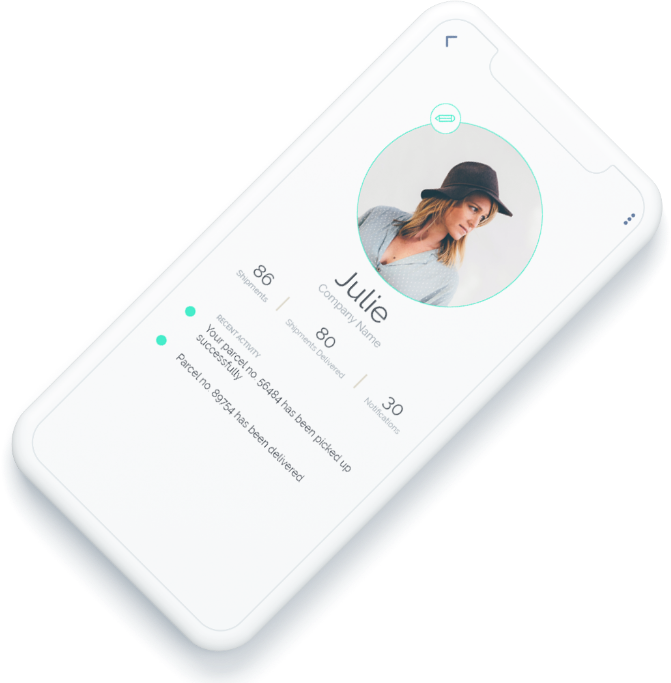 Julie
Company Name
86
Shipments
80
Shipments Delivered
30
Notifications
RECENT ACTIVITY
Your parcel no. 56484 has been picked up
successfully
Parcel no. 89754 has been delivered